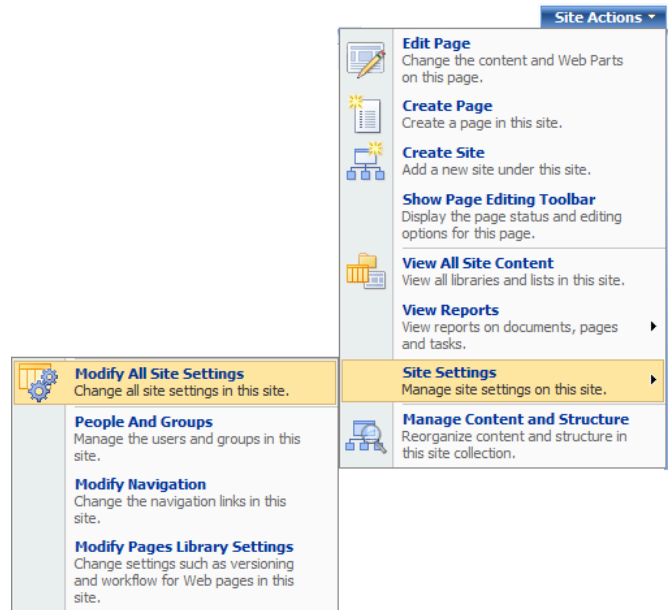 Site Actions
Edit Page
Change the content and Web Parts
on this page.
Create Page
Create a page in this site.
Create Site
Add a new site under this site.
Show Page Editing Toolbar
Display the page status and editing
options for this page.
View All Site Content
View all libraries and lists in this site.
View Reports
View reports on documents, pages
and tasks.
Site Settings
Manage site settings on this site.
Manage Content and Structure
Reorganize content and structure in
this site collection.
Modify All Site Settings
Change all site settings in this site.
People And Groups
Manage the users and groups in this
site.
Modify Navigation
Change the navigation links in this
site.
Modify Pages Library Settings
Change settings such as versioning
and workflow for Web pages in this
site.